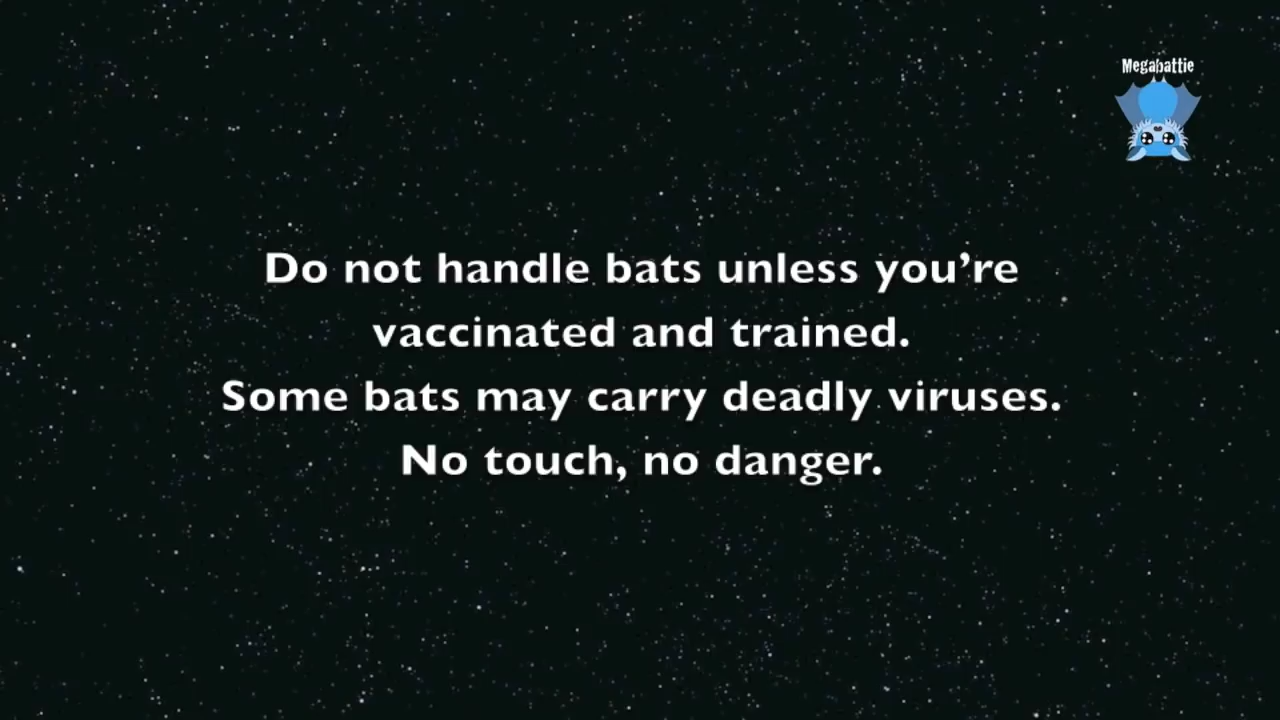 Megabattie
Do not handle bats unless you’re
vaccinated and trained.
Some bats may carry deadly viruses.
No touch, no danger.